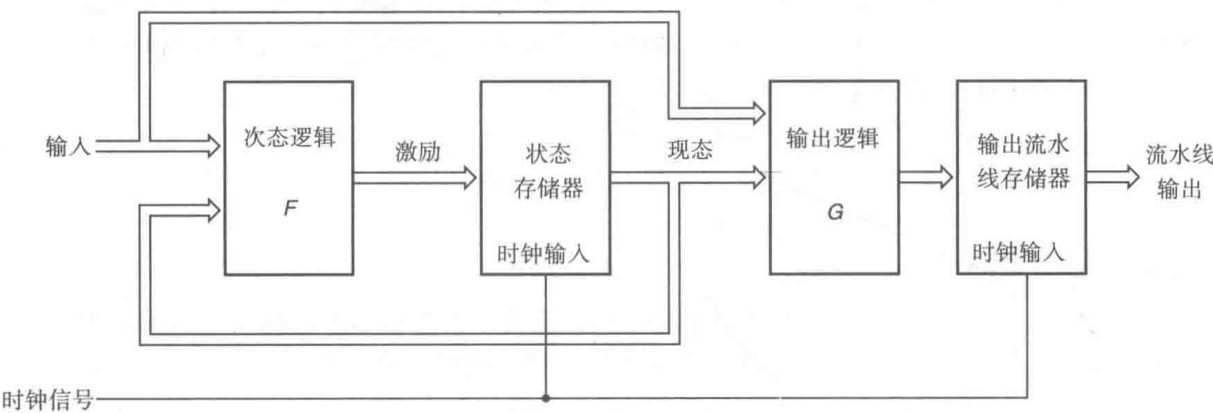 输入
次态逻辑
F
激励
状态
存储器
时钟输入
现态
输出逻辑
G
输出流水
线存储器
时钟输入
流水线
输出
时钟信号